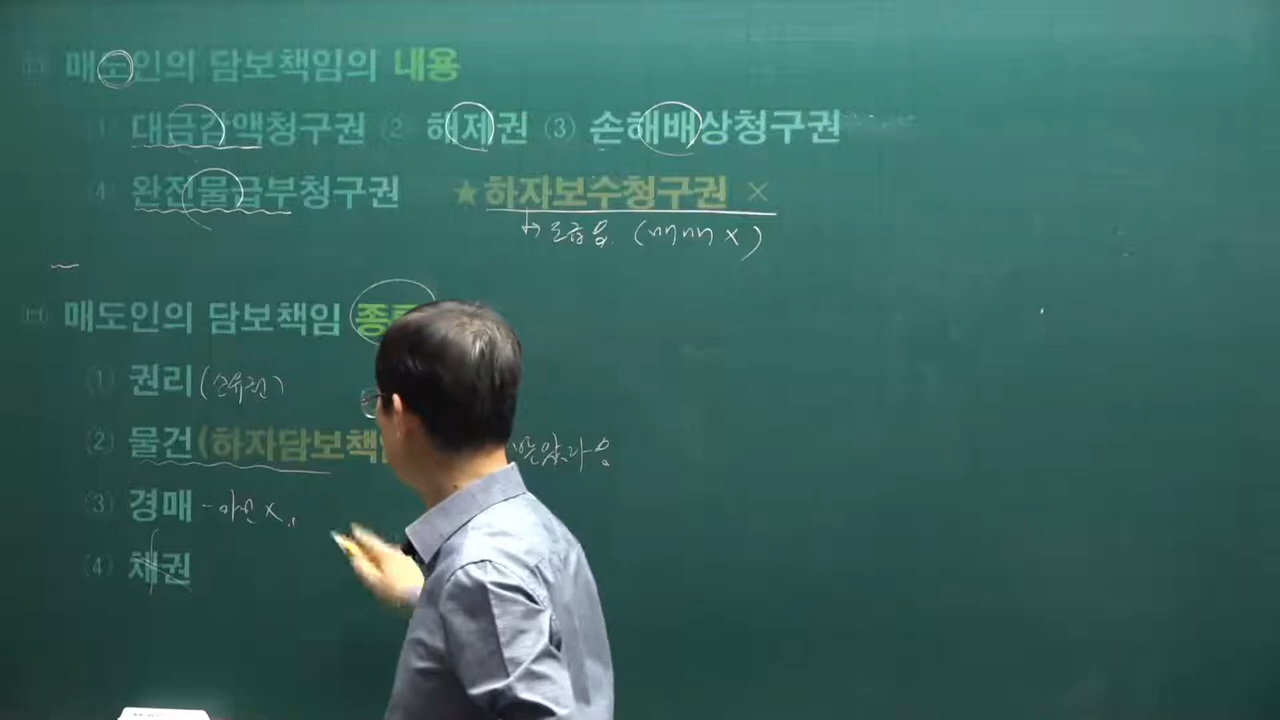 매도인의 담보책임의 내용
(1) 대금감액청구권 (2) 해제권 (3) 손해배상청구권
(4) 완전물급부청구권 ★하자보수청구권 ×
→ 도급 (매매 X)
매도인의 담보책임 종
(1) 권리 (소유권)
(2) 물건(하자담보책
(3) 경매 -
(4) 채권